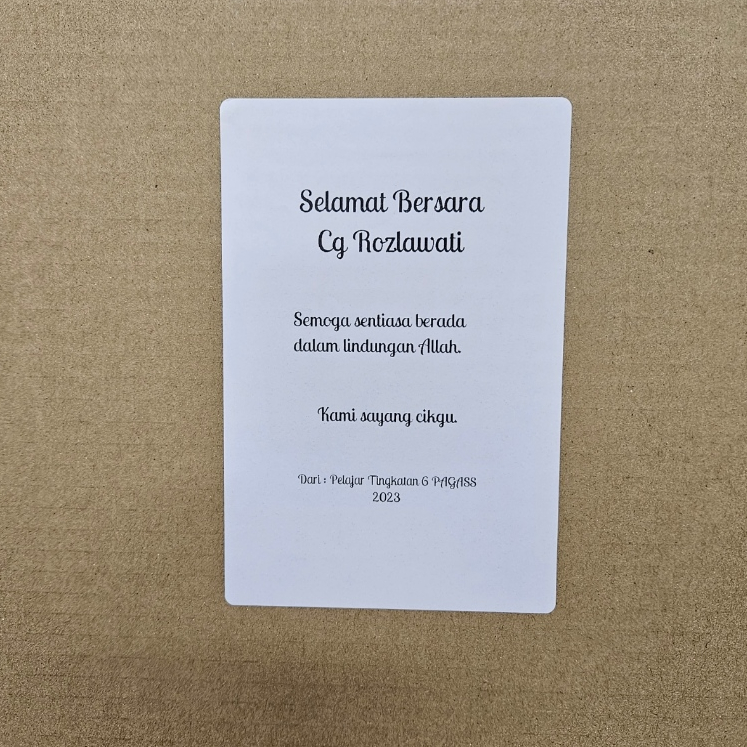 Selamat Bersara
Cg Rozlawati
Semoga sentiasa berada
dalam lindungan Allah.
Kami sayang cikgu.
Dari : Pelajar Tingkatan 6 PAGASS
2023